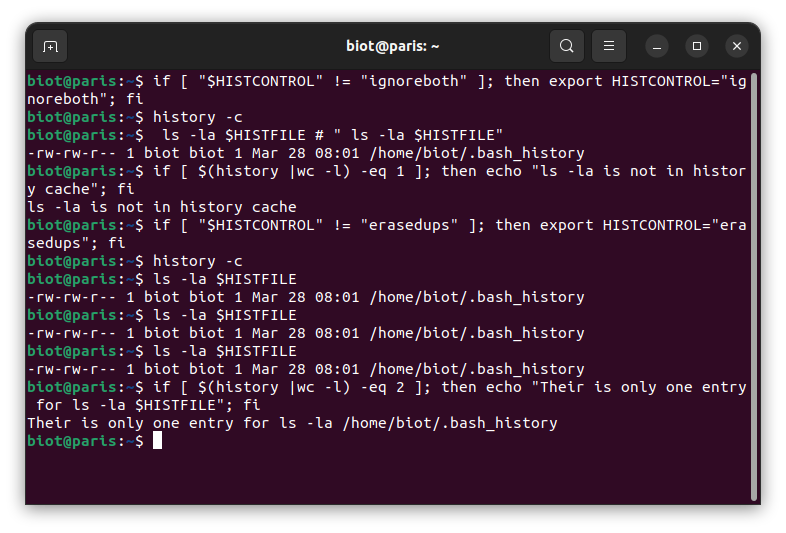 biot@paris: ~
biot@paris:~$ if [ "$HISTCONTROL" != "ignoreboth" ]; then export HISTCONTROL="ig
noreboth"; fi
biot@paris:~$ history -c
biot@paris:~$  ls -la $HISTFILE # " ls -la $HISTFILE"
-rw-rw-r-- 1 biot biot 1 Mar 28 08:01 /home/biot/.bash_history
biot@paris:~$ if [ $(history |wc -l) -eq 1 ]; then echo "ls -la is not in histor
y cache"; fi
ls -la is not in history cache
biot@paris:~$ if [ "$HISTCONTROL" != "erasedups" ]; then export HISTCONTROL="era
sedups"; fi
biot@paris:~$ history -c
biot@paris:~$ ls -la $HISTFILE
-rw-rw-r-- 1 biot biot 1 Mar 28 08:01 /home/biot/.bash_history
biot@paris:~$ ls -la $HISTFILE
-rw-rw-r-- 1 biot biot 1 Mar 28 08:01 /home/biot/.bash_history
biot@paris:~$ ls -la $HISTFILE
-rw-rw-r-- 1 biot biot 1 Mar 28 08:01 /home/biot/.bash_history
biot@paris:~$ if [ $(history |wc -l) -eq 2 ]; then echo "Their is only one entry
 for ls -la $HISTFILE"; fi
Their is only one entry for ls -la /home/biot/.bash_history
biot@paris:~$